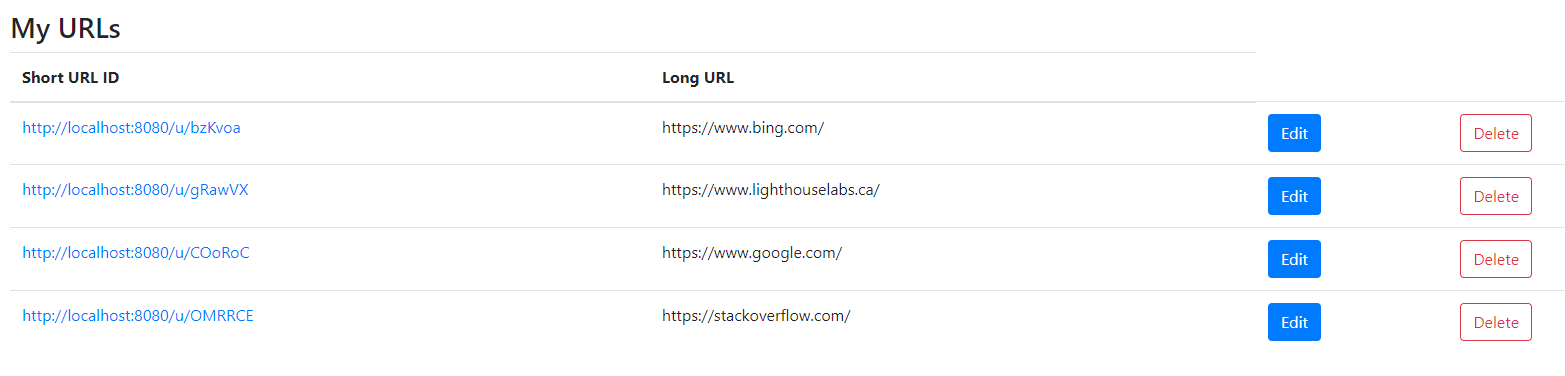 My URLs
Short URL ID Long URL
http://localhost:8080/u/bzKvoa https://www.bing.com/ Edit Delete
http://localhost:8080/u/gRawVX https://www.lighthouselabs.ca/ Edit Delete
http://localhost:8080/u/COoRoC https://www.google.com/ Edit Delete
http://localhost:8080/u/OMRRCE https://stackoverflow.com/ Edit Delete